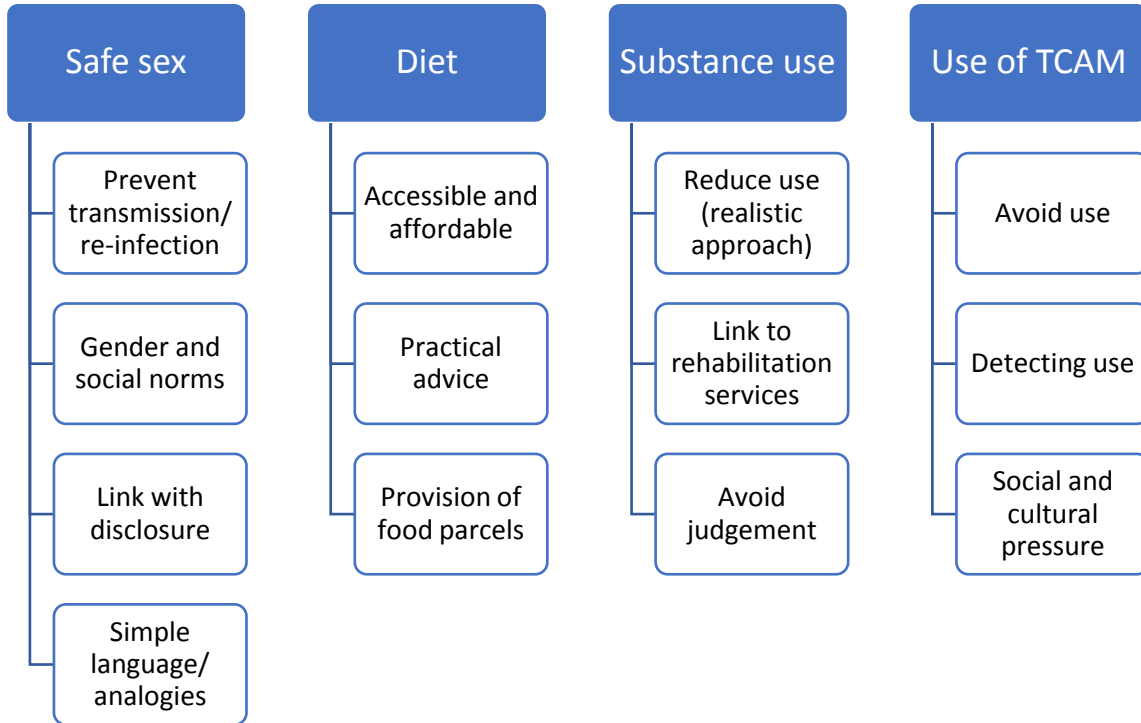 Safe sex
Prevent
transmission/
re-infection
Gender and
social norms
Link with
disclosure
Simple
language/
analogies
Diet
Accessible and
affordable
Practical
advice
Provision of
food parcels
Substance use
Reduce use
(realistic
approach)
Link to
rehabilitation
services
Avoid
judgement
Use of TCAM
Avoid use
Detecting use
Social and
cultural
pressure